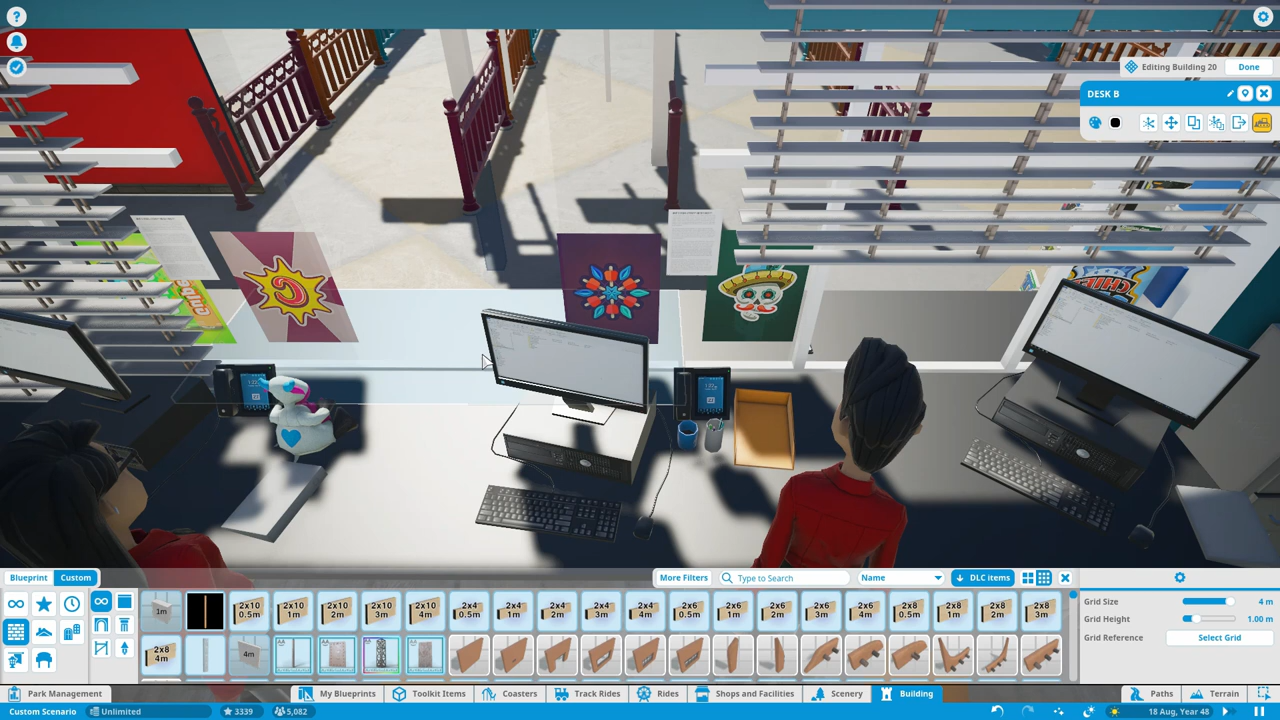 Editing Building 20
Done
DESK B
Blueprint
Custom
More Filters
Type to Search
Name
DLC items
1m
2x10 0.5m
2x10 1m
2x10 2m
2x10 3m
2x10 4m
2x4 0.5m
2x4 1m
2x4 2m
2x4 3m
2x4 4m
2x6 0.5m
2x6 1m
2x6 2m
2x6 3m
2x6 4m
2x8 0.5m
2x8 1m
2x8 2m
2x8 3m
2x8 4m
4m
Grid Size
4 m
Grid Height
1.00 m
Grid Reference
Select Grid
Park Management
My Blueprints
Toolkit Items
Coasters
Track Rides
Rides
Shops and Facilities
Scenery
Building
Paths
Terrain
Custom Scenario
Unlimited
3339
5,082
18 Aug, Year 48